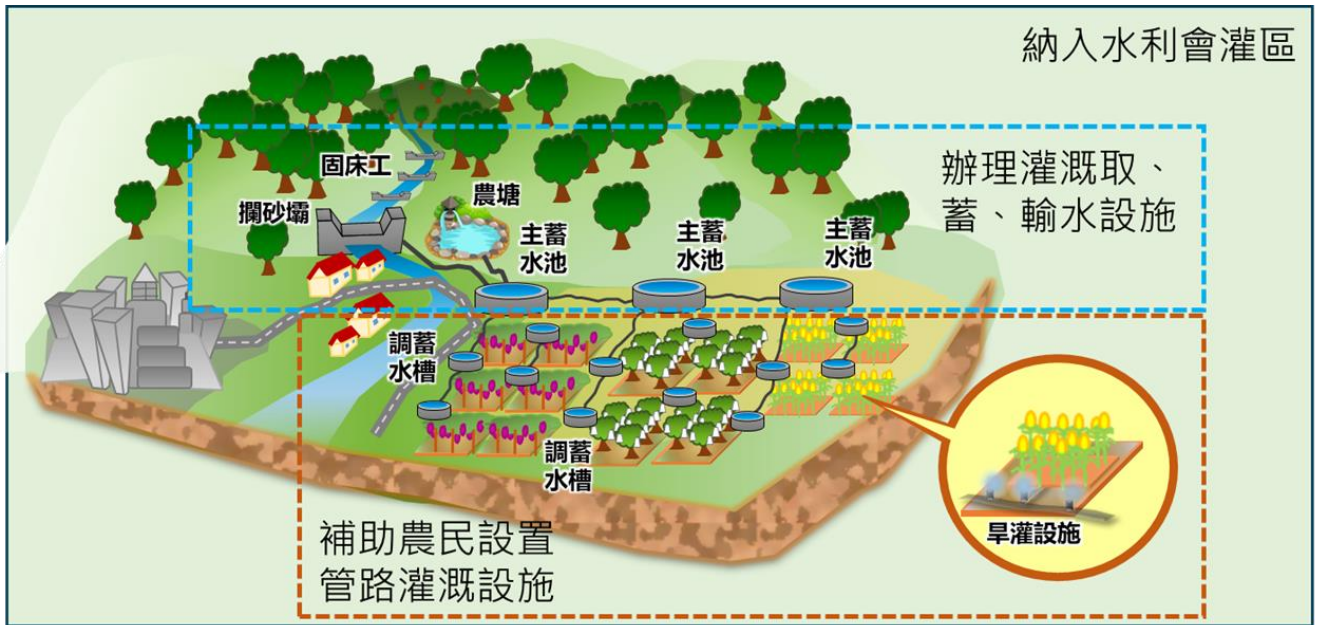 納入水利會灌區
辦理灌溉取、
蓄、輸水設施
固床工
攔砂壩
農塘
主蓄
水池
主蓄
水池
主蓄
水池
調蓄
水槽
調蓄
水槽
旱灌設施
補助農民設置
管路灌溉設施